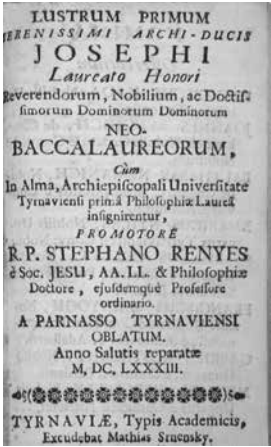 LUSTRUM PRIMUM
SERENISSIMI ARCHI-DUCIS
JOSEPHI
Laureato Honori
Reverendorum, Nobilium, ac Doctis-
simorum Dominorum Dominorum
NEO-
BACCALAUREORUM,
Cùm
In Alma, Archiepiscopali Universitate
Tyrnaviensi primâ Philosophiæ Laureâ
insignirentur,
PROMOTORE
R.P. STEPHANO RENYES
è Soc. JESU, AA. LL. & Philosophiæ
Doctore, ejusdemque Professore
ordinario.
A PARNASSO TYRNAVIENSI
OBLATUM.
Anno Salutis reparatæ
M, DC, LXXXIII.
TYRNAVIÆ, Typis Academicis,
Excudebat Mathias Srnensky.